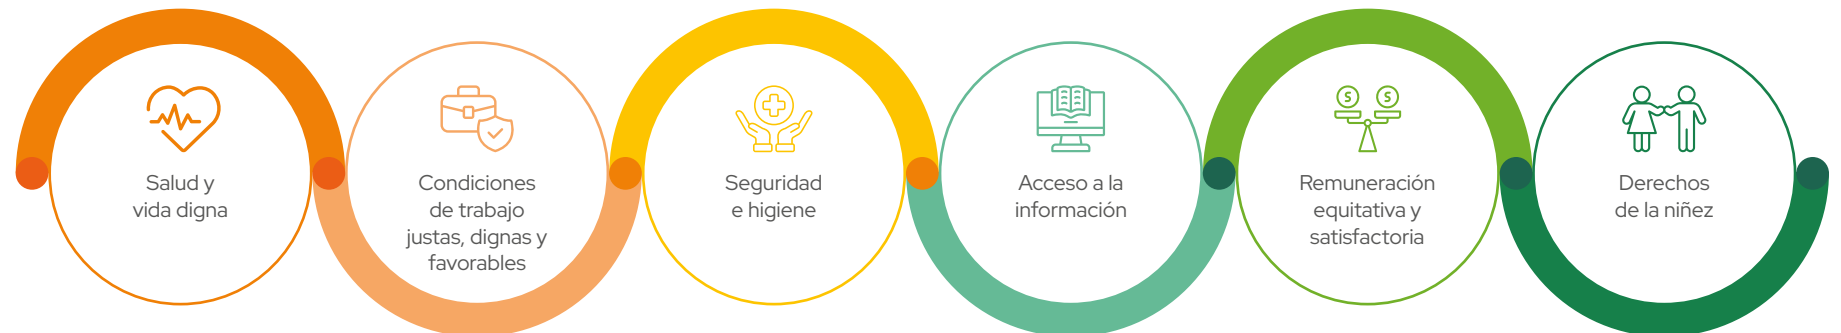 Salud y
vida digna
Condiciones
de trabajo
justas, dignas y
favorables
Seguridad
e higiene
Acceso a la
información
S S
Remuneración
equitativa y
satisfactoria
Derechos
de la niñez